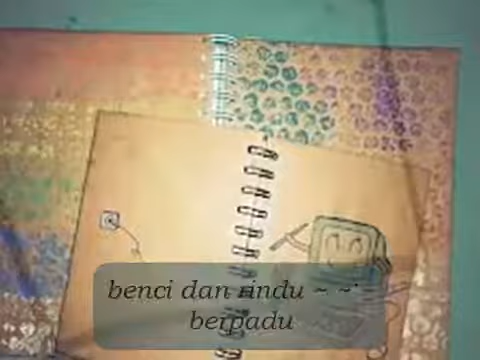 benci dan rindu ~ ~
berpadu